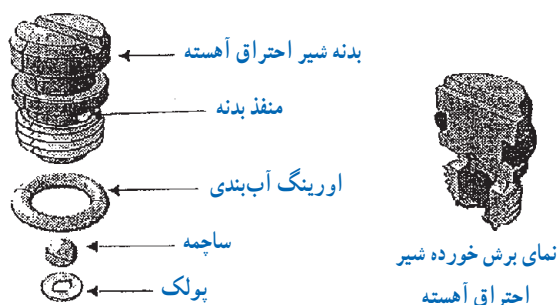 بدنه شیر احتراق آهسته
منفذ بدنه
اورینگ آب‌بندی
ساچمه
پولک
نمای برش خورده شیر
احتراق آهسته